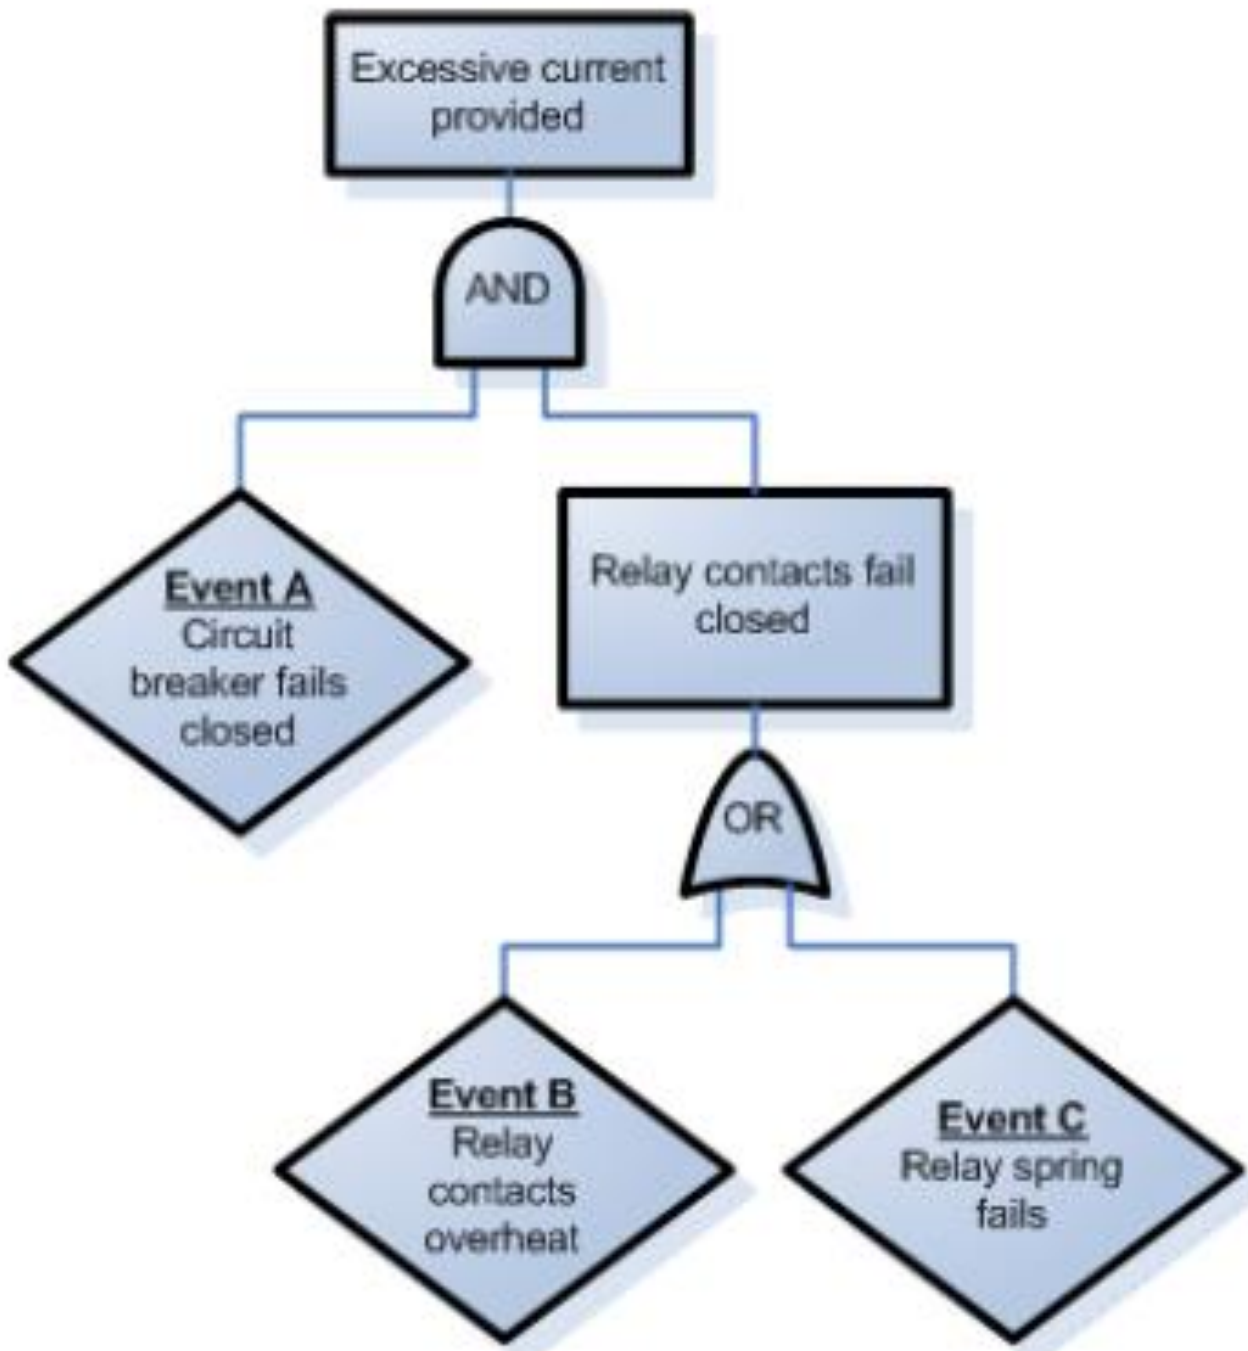 Excessive current
provided
AND
Event A
Circuit
breaker fails
closed
Relay contacts fail
closed
OR
Event B
Relay
contacts
overheat
Event C
Relay spring
fails